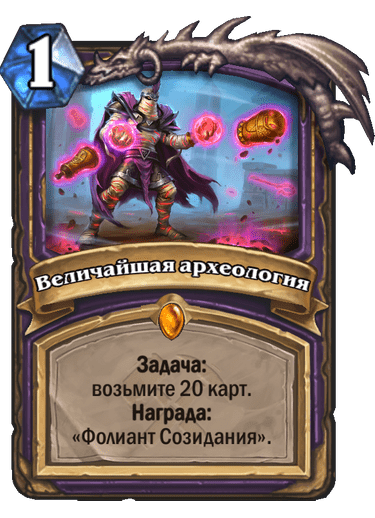 1
Величайшая археология
Задача:
возьмите 20 карт.
Награда:
«Фолиант Созидания».